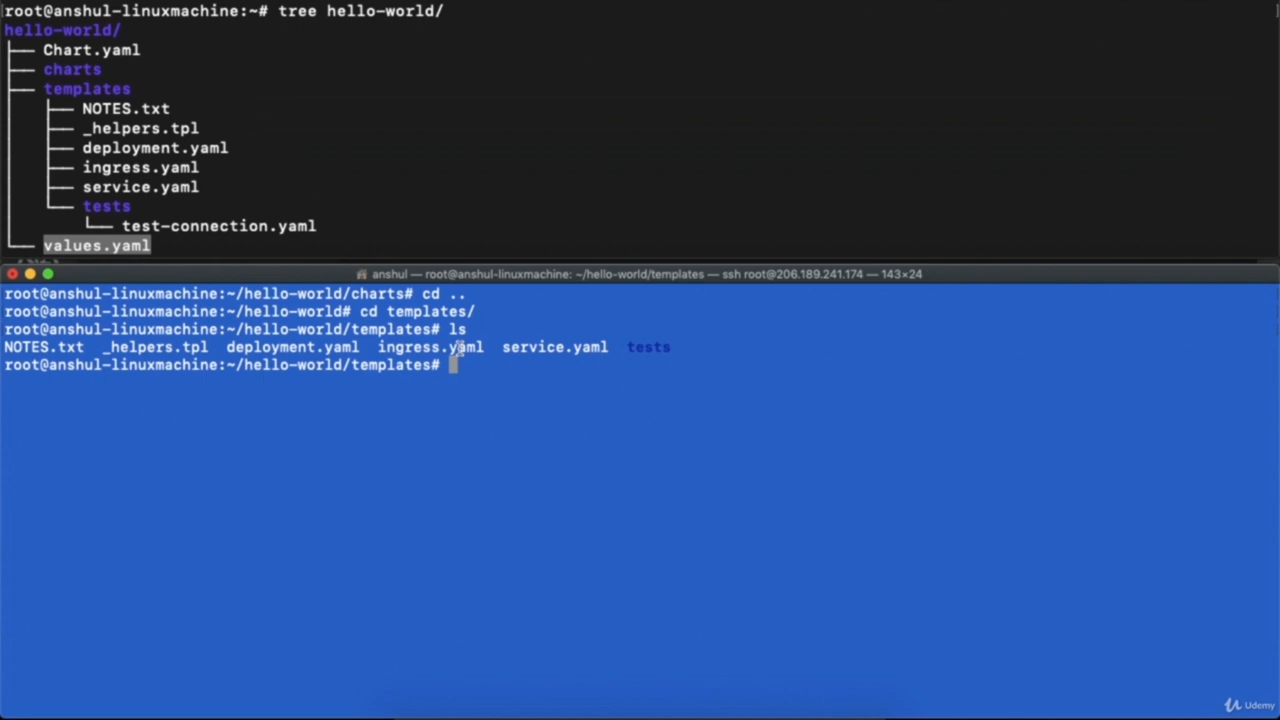 root@anshul-linuxmachine:~# tree hello-world/
hello-world/
├── Chart.yaml
├── charts
├── templates
│   ├── NOTES.txt
│   ├── _helpers.tpl
│   ├── deployment.yaml
│   ├── ingress.yaml
│   ├── service.yaml
│   └── tests
│       └── test-connection.yaml
└── values.yaml
anshul — root@anshul-linuxmachine: ~/hello-world/templates — ssh root@206.189.241.174 — 143×24
root@anshul-linuxmachine:~/hello-world/charts# cd ..
root@anshul-linuxmachine:~/hello-world# cd templates/
root@anshul-linuxmachine:~/hello-world/templates# ls
NOTES.txt  _helpers.tpl  deployment.yaml  ingress.yaml  service.yaml  tests
root@anshul-linuxmachine:~/hello-world/templates#
Udemy